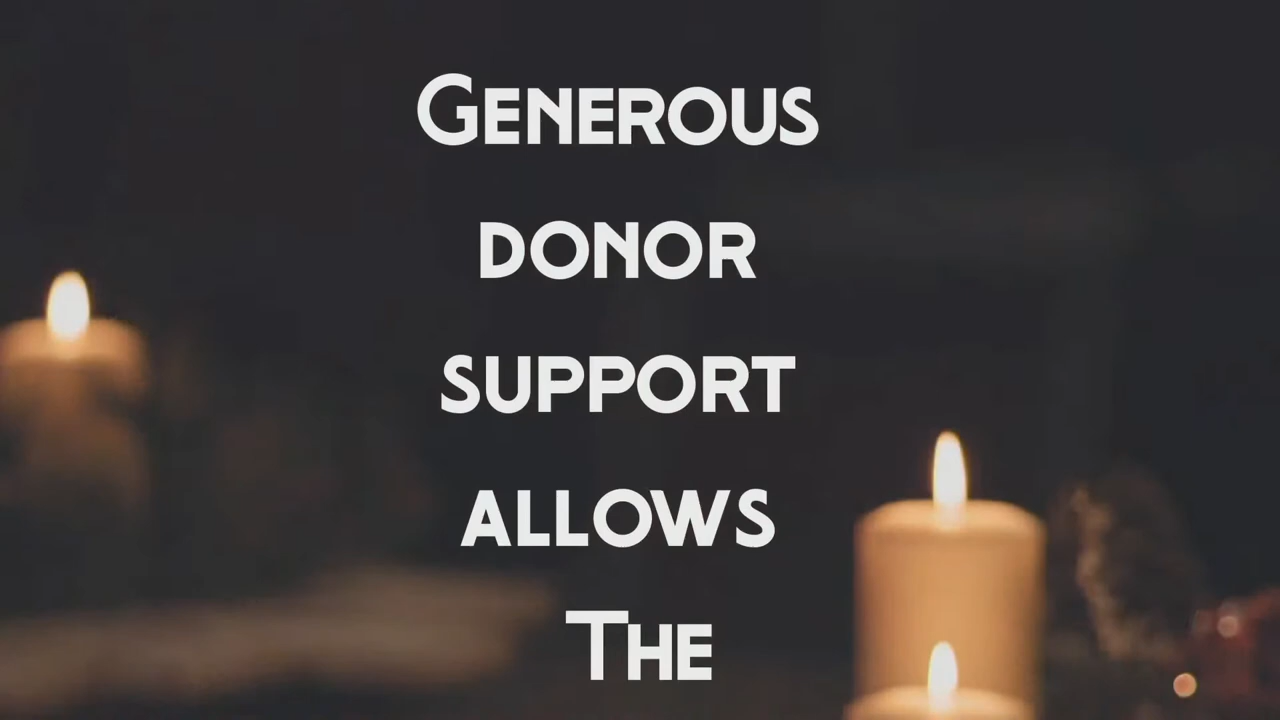 Generous
donor
support
allows
The